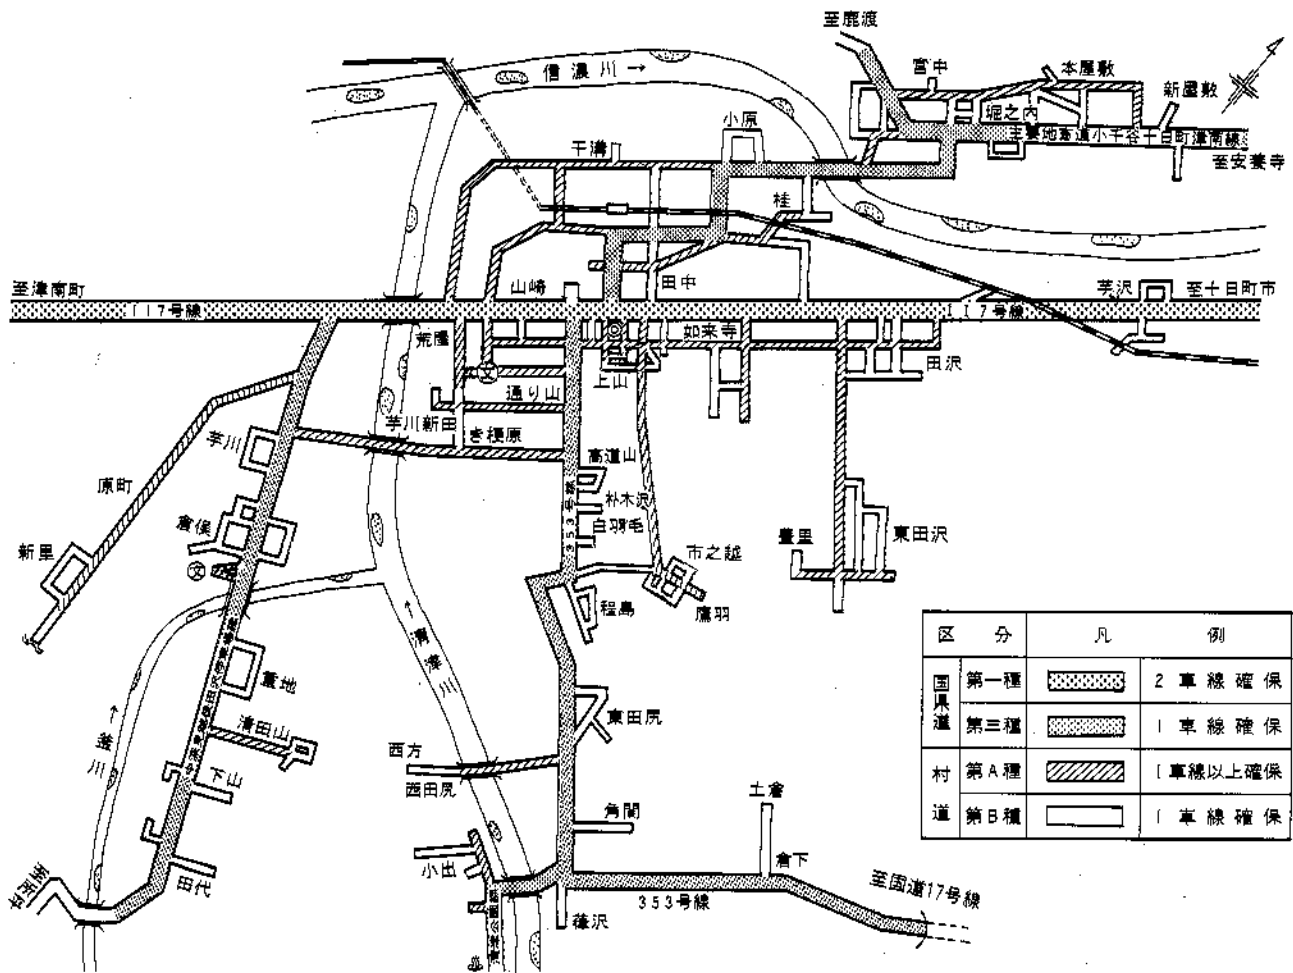 至鹿渡
信濃川→
宮中
本屋敷
新屋敷
堀之内
小原
主要地方道小千谷十日町津南線
至安養寺
干溝
桂
至津南町
山崎
田中
芋沢
至十日町市
117号線
117号線
荒屋
如来寺
田沢
文
上山
通り山
芋川新田
芋川
高道山
原町
朴木沢
倉俣
白羽毛
353号線
東田沢
豊里
新里
市之越
文
程島
鷹羽
→清津川
重地
清田山
東田尻
西方
西田尻
→釜川
下山
角間
土倉
小出
倉下
田代
353号線
至国道17号線
葎沢
区分
凡例
国県道
第一種
2車線確保
第三種
1車線確保
村道
第A種
1車線以上確保
第B種
1車線確保